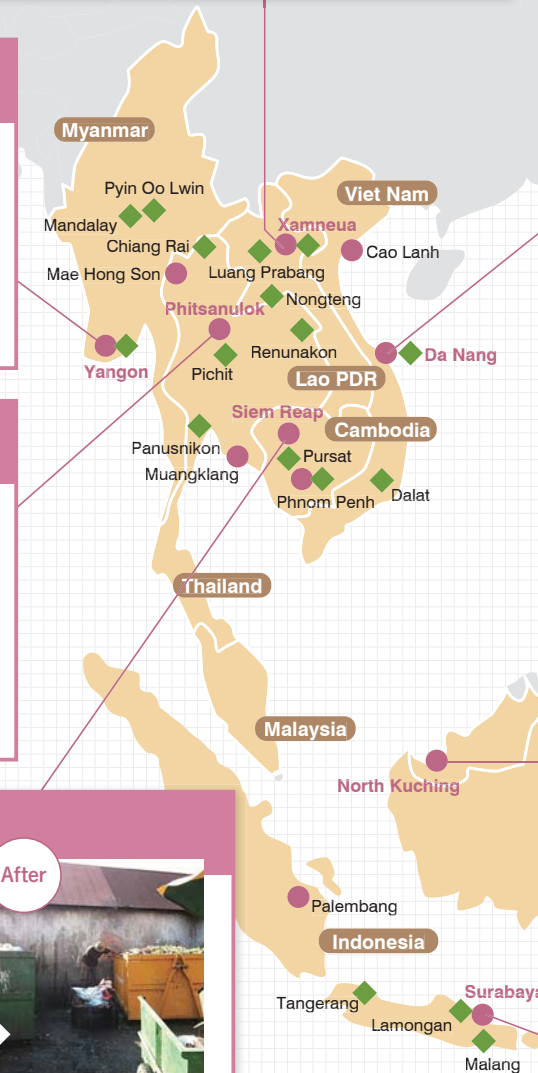 Myanmar
Pyin Oo Lwin
Viet Nam
Mandalay
Xamneua
Chiang Rai
Cao Lanh
Mae Hong Son
Luang Prabang
Nongteng
Phitsanulok
Renunakon
Da Nang
Yangon
Pichit
Lao PDR
Siem Reap
Cambodia
Panusnikon
Pursat
Muangklang
Phnom Penh
Dalat
Thailand
Malaysia
North Kuching
After
Palembang
Indonesia
Surabaya
Tangerang
Lamongan
Malang